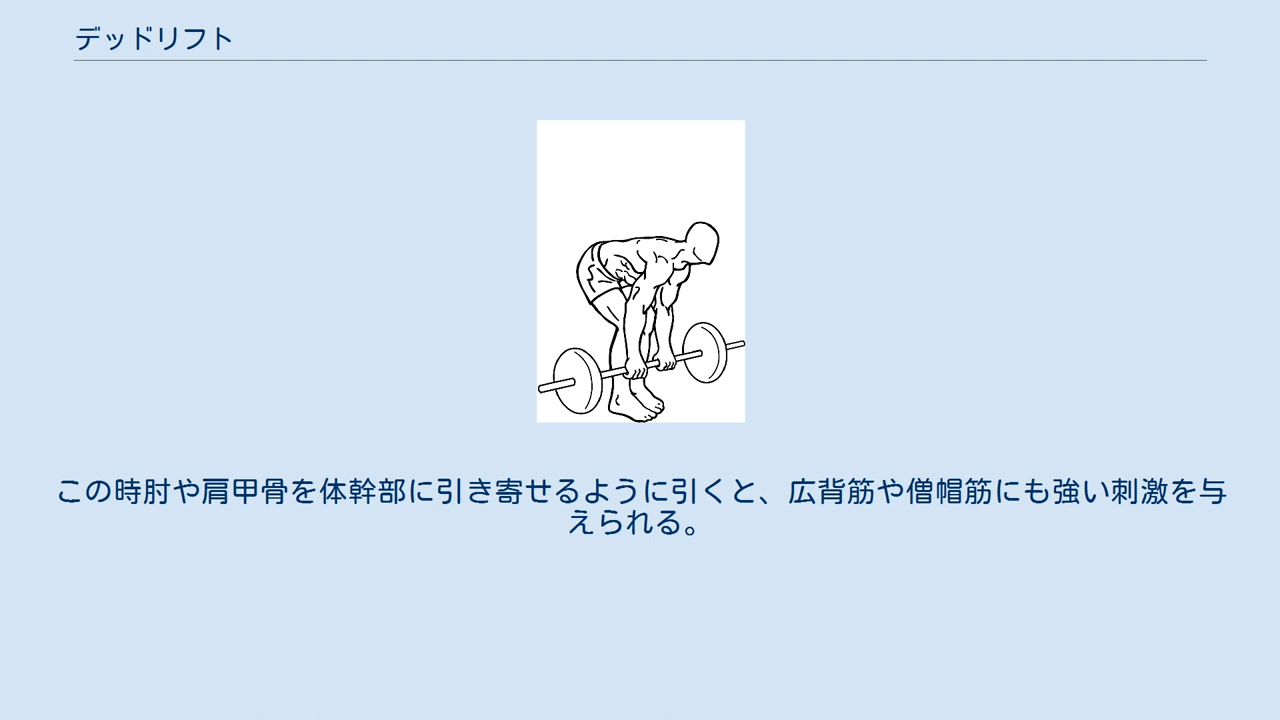 デッドリフト
この時肘や肩甲骨を体幹部に引き寄せるように引くと、広背筋や僧帽筋にも強い刺激を与
えられる。